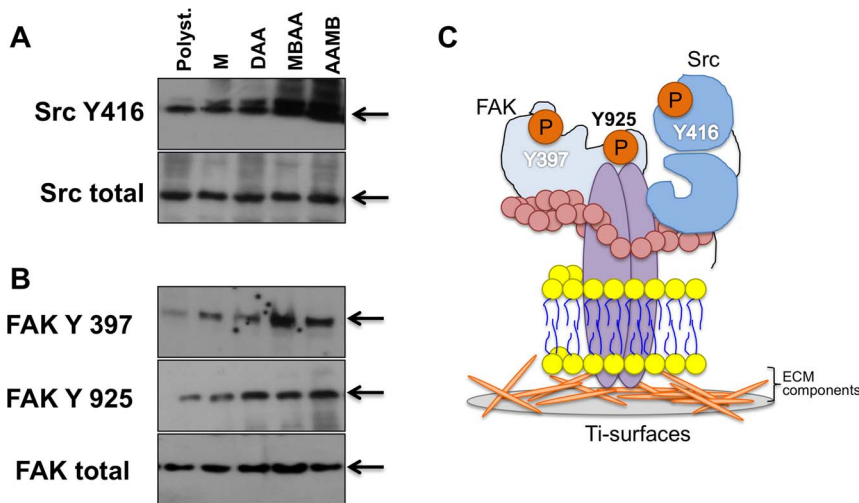 A
Polyst.
M
DAA
MBAA
AAMB
Src Y416
Src total
B
FAK Y 397
FAK Y 925
FAK total
C
Src
FAK
P
Y925
P
Y416
P
Y397
ECM
components
Ti-surfaces